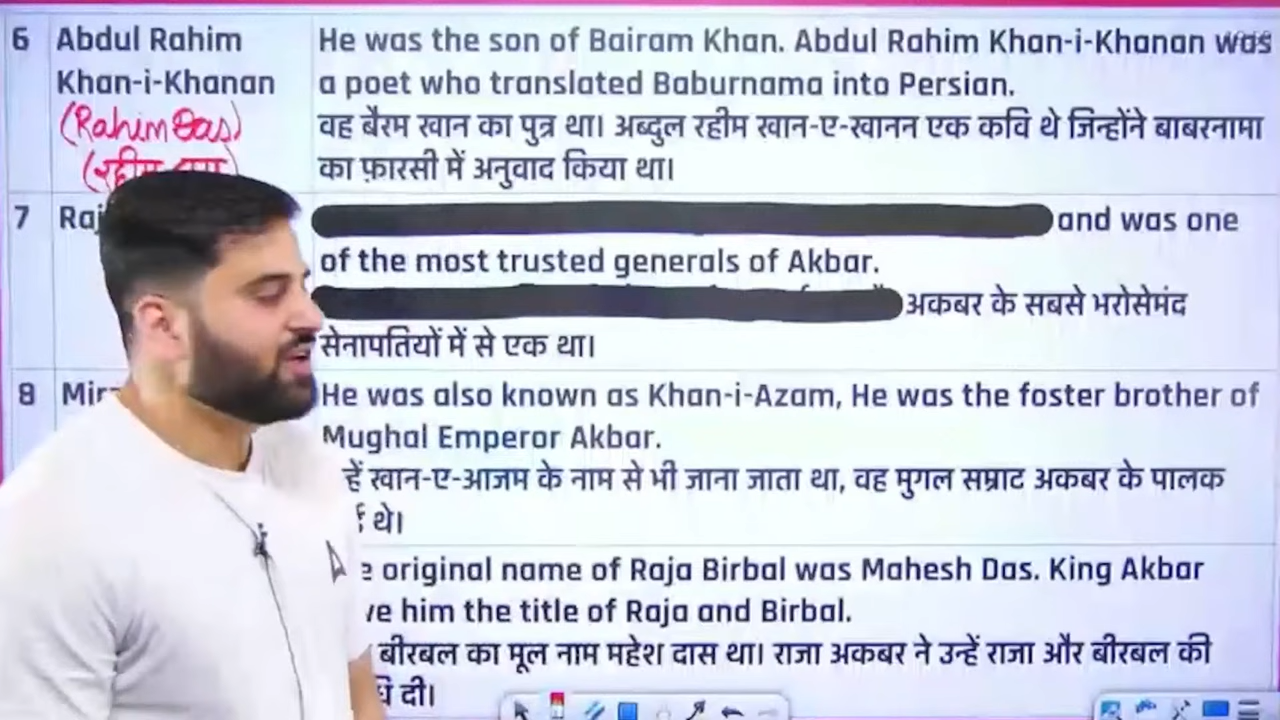 6 Abdul Rahim
Khan-i-Khanan
(Rahim Das)
He was the son of Bairam Khan. Abdul Rahim Khan-i-Khanan was
a poet who translated Baburnama into Persian.
वह बैरम खान का पुत्र था। अब्दुल रहीम खान-ए-खानन एक कवि थे जिन्होंने बाबरनामा
का फ़ारसी में अनुवाद किया था।
7
and was one
of the most trusted generals of Akbar.
अकबर के सबसे भरोसेमंद
सेनापतियों में से एक था।
8
He was also known as Khan-i-Azam, He was the foster brother of
Mughal Emperor Akbar.
खान-ए-आजम के नाम से भी जाना जाता था, वह मुगल सम्राट अकबर के पालक
थे।
original name of Raja Birbal was Mahesh Das. King Akbar
him the title of Raja and Birbal.
बीरबल का मूल नाम महेश दास था। राजा अकबर ने उन्हें राजा और बीरबल की
दी।